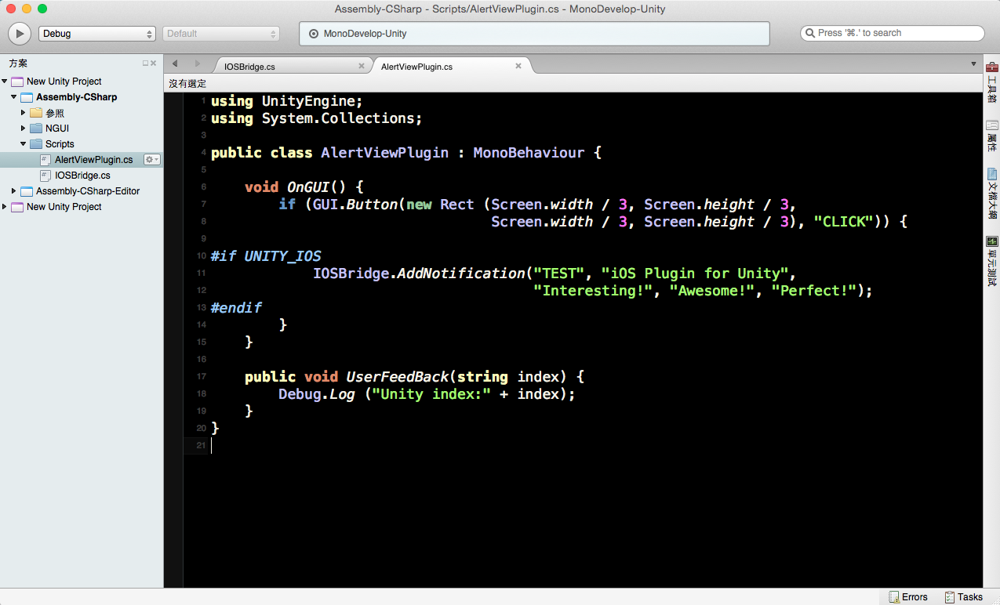 Assembly-CSharp - Scripts/AlertViewPlugin.cs - MonoDevelop-Unity
Debug
Default
MonoDevelop-Unity
Press '⌘.' to search
方案
New Unity Project
Assembly-CSharp
參照
NGUI
Scripts
AlertViewPlugin.cs
IOSBridge.cs
Assembly-CSharp-Editor
New Unity Project
IOSBridge.cs
AlertViewPlugin.cs
沒有選定
1 using UnityEngine;
2 using System.Collections;
3
4 public class AlertViewPlugin : MonoBehaviour {
5
6 void OnGUI() {
7 if (GUI.Button(new Rect (Screen.width / 3, Screen.height / 3,
8 Screen.width / 3, Screen.height / 3), "CLICK")) {
9
10 #if UNITY_IOS
11 IOSBridge.AddNotification("TEST", "iOS Plugin for Unity",
12 "Interesting!", "Awesome!", "Perfect!");
13 #endif
14 }
15 }
16
17 public void UserFeedBack(string index) {
18 Debug.Log ("Unity index:" + index);
19 }
20 }
21
工具箱
屬性
文檔大綱
單元測試
Errors
Tasks